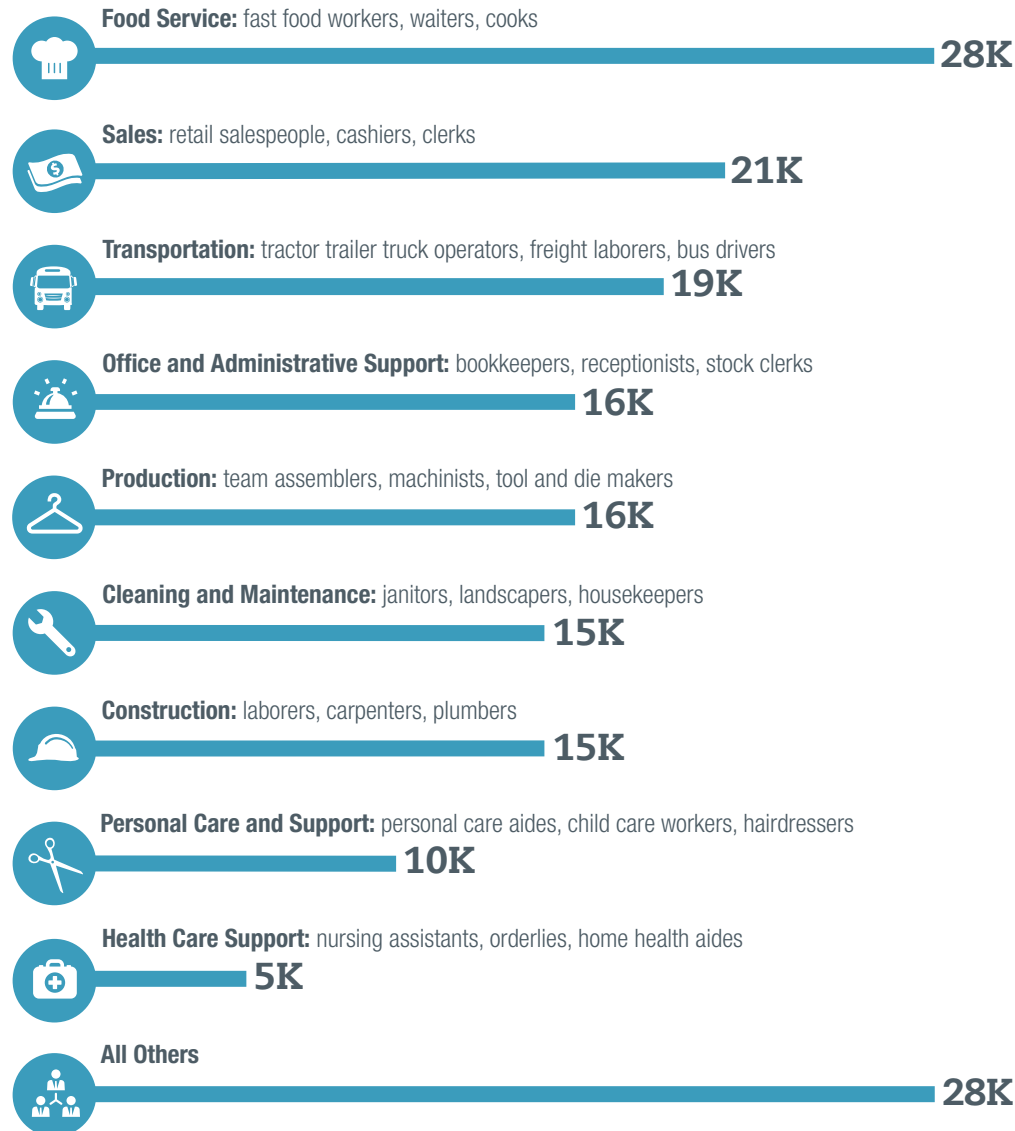 Food Service: fast food workers, waiters, cooks
28K
Sales: retail salespeople, cashiers, clerks
21K
Transportation: tractor trailer truck operators, freight laborers, bus drivers
19K
Office and Administrative Support: bookkeepers, receptionists, stock clerks
16K
Production: team assemblers, machinists, tool and die makers
16K
Cleaning and Maintenance: janitors, landscapers, housekeepers
15K
Construction: laborers, carpenters, plumbers
15K
Personal Care and Support: personal care aides, child care workers, hairdressers
10K
Health Care Support: nursing assistants, orderlies, home health aides
5K
All Others
28K